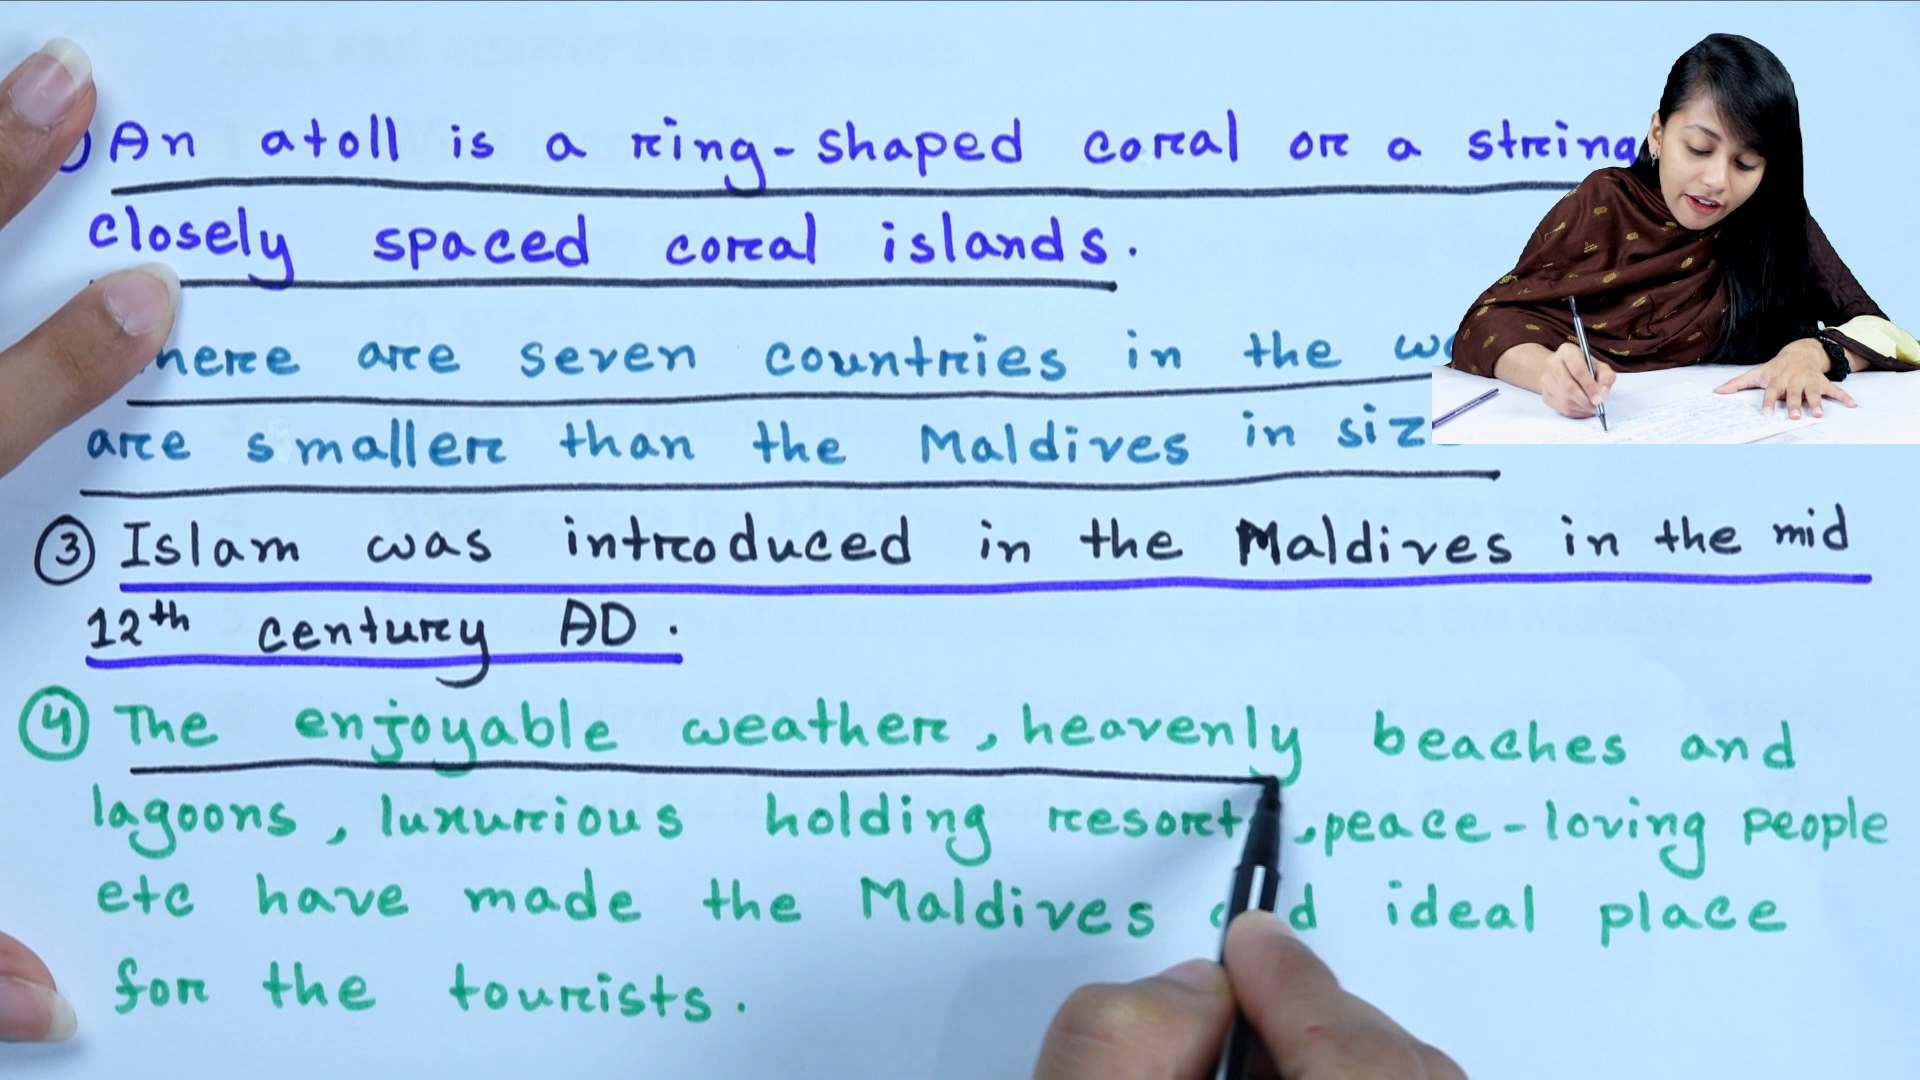 An atoll is a ring-shaped coral or a string
closely spaced coral islands.
are seven countries in the
are smaller than the Maldives in
③ Islam was introduced in the Maldives in the mid
12th century AD.
④ The enjoyable weather, heavenly beaches and
lagoons, luxurious holding resorts, peace-loving people
etc have made the Maldives ideal place
for the tourists.